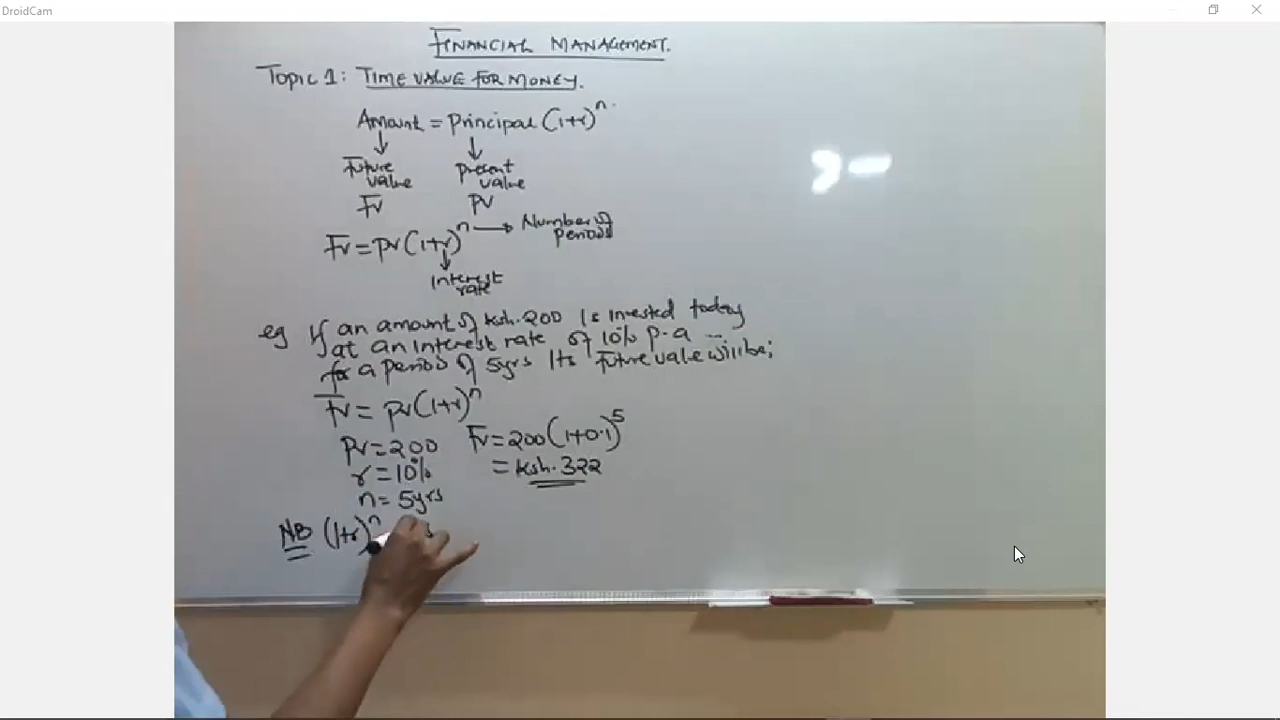 DroidCam
FINANCIAL MANAGEMENT.
Topic 1: TIME VALUE FOR MONEY.
Amount = Principal (1+r)^n.
Future value
Present value
FV
PV
FV = PV(1+r)^n → Number of periods
Interest rate
eg If an amount of Ksh.200 is invested today
at an interest rate of 10% p.a ...
for a period of 5yrs Its Future value will be;
FV = PV(1+r)^n
PV = 200
FV = 200(1+0.1)^5
r = 10%
= Ksh.322
n = 5yrs
NB (1+r)^n